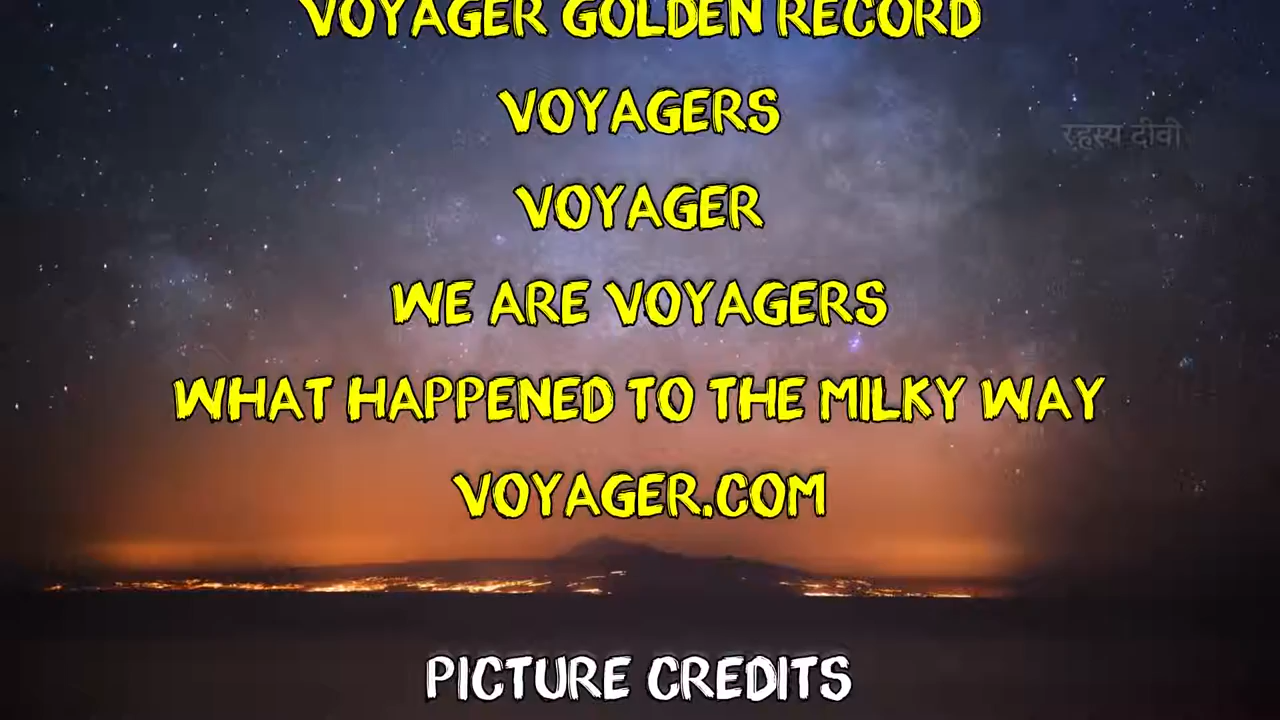 VOYAGER GOLDEN RECORD
VOYAGERS
रहस्य दीवी
VOYAGER
WE ARE VOYAGERS
WHAT HAPPENED TO THE MILKY WAY
VOYAGER.COM
PICTURE CREDITS